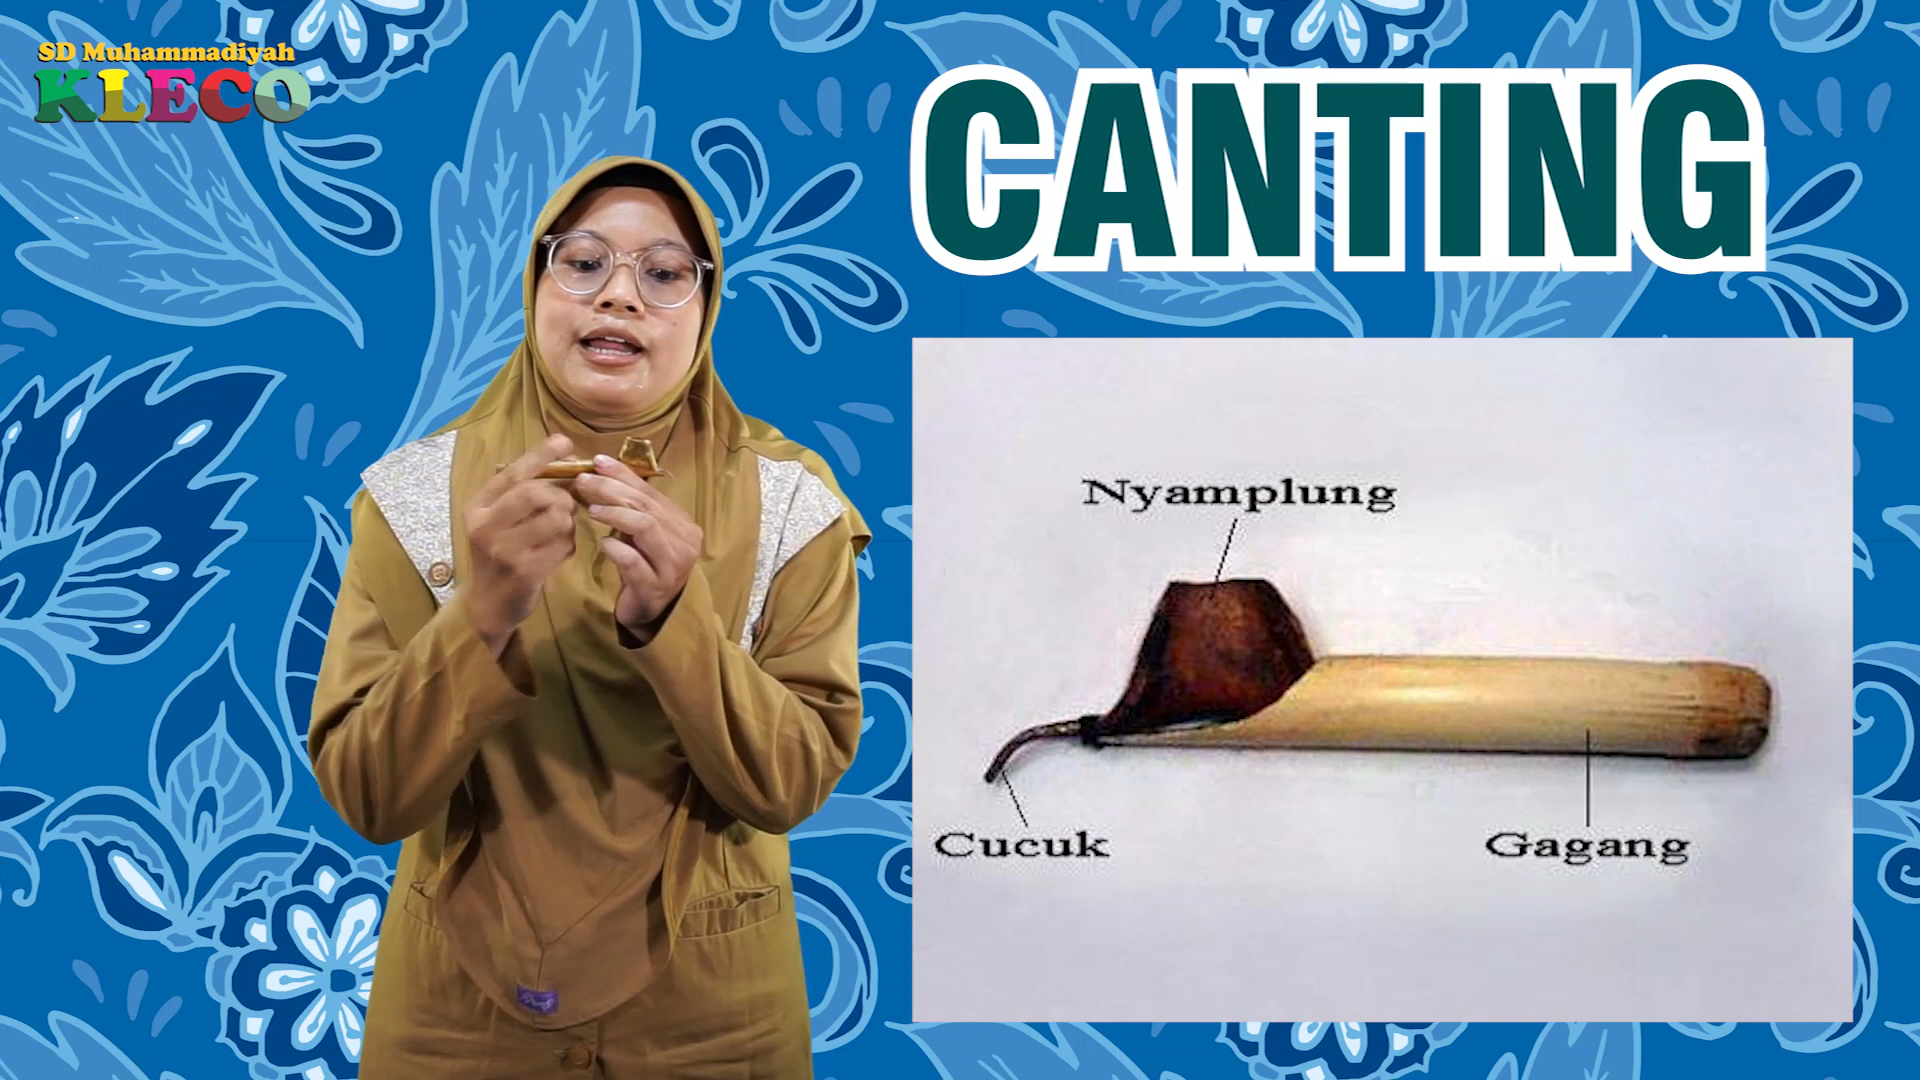 SD Muhammadiyah
KLECO
CANTING
Nyamplung
Cucuk
Gagang